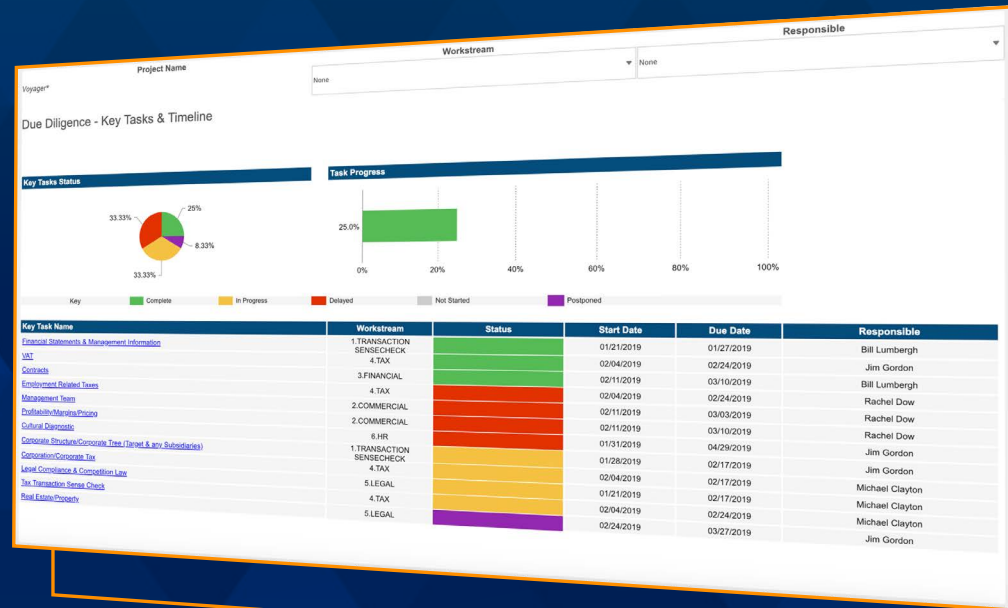 Project Name
Workstream
Responsible
Voyager*
None
None
Due Diligence - Key Tasks & Timeline
Key Tasks Status
Task Progress
33.33%
25%
8.33%
33.33%
25.0%
0%
20%
40%
60%
80%
100%
Key
Complete
In Progress
Delayed
Not Started
Postponed
Key Task Name Workstream Status Start Date Due Date Responsible
Financial Statements & Management Information 1.TRANSACTION SENSECHECK 01/21/2019 01/27/2019 Bill Lumbergh
VAT 4.TAX 02/04/2019 02/24/2019 Jim Gordon
Contracts 3.FINANCIAL 02/11/2019 03/10/2019 Bill Lumbergh
Employment Related Taxes 4.TAX 02/04/2019 02/24/2019 Rachel Dow
Management Team 2.COMMERCIAL 02/11/2019 03/03/2019 Rachel Dow
Profitability/Margins/Pricing 2.COMMERCIAL 02/11/2019 03/10/2019 Rachel Dow
Cultural Diagnostic 6.HR 01/31/2019 04/29/2019 Jim Gordon
Corporate Structure/Corporate Tree (Target & any Subsidiaries) 1.TRANSACTION SENSECHECK 01/28/2019 02/17/2019 Jim Gordon
Corporation/Corporate Tax 4.TAX 02/04/2019 02/17/2019 Michael Clayton
Legal Compliance & Competition Law 5.LEGAL 01/21/2019 02/17/2019 Michael Clayton
Tax Transaction Sense Check 4.TAX 02/04/2019 02/24/2019 Michael Clayton
Real Estate/Property 5.LEGAL 02/24/2019 03/27/2019 Jim Gordon